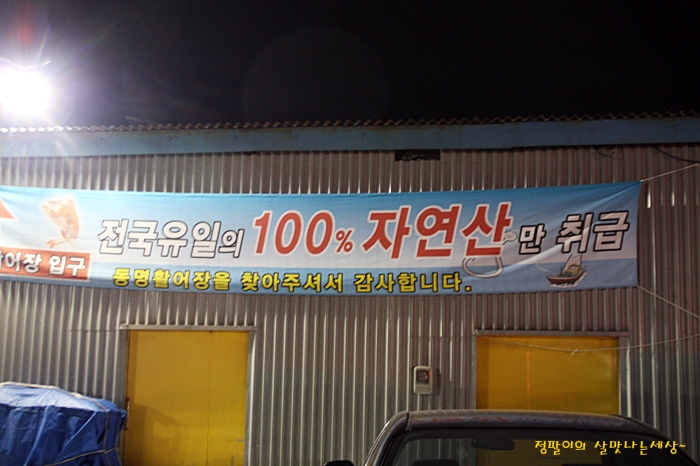 전국유일의 100% 자연산만 취급
어장 입구
동명활어장을 찾아주셔서 감사합니다.
정팔이의 살맛나는세상~